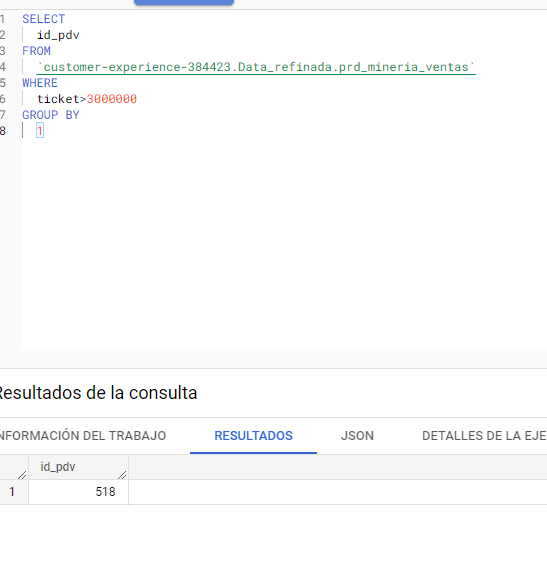 1 SELECT
2 id_pdv
3 FROM
4 `customer-experience-384423.Data_refinada.prd_mineria_ventas`
5 WHERE
6 ticket>3000000
7 GROUP BY
8 1
Resultados de la consulta
NFORMACIÓN DEL TRABAJO RESULTADOS JSON DETALLES DE LA EJE
id_pdv
1 518